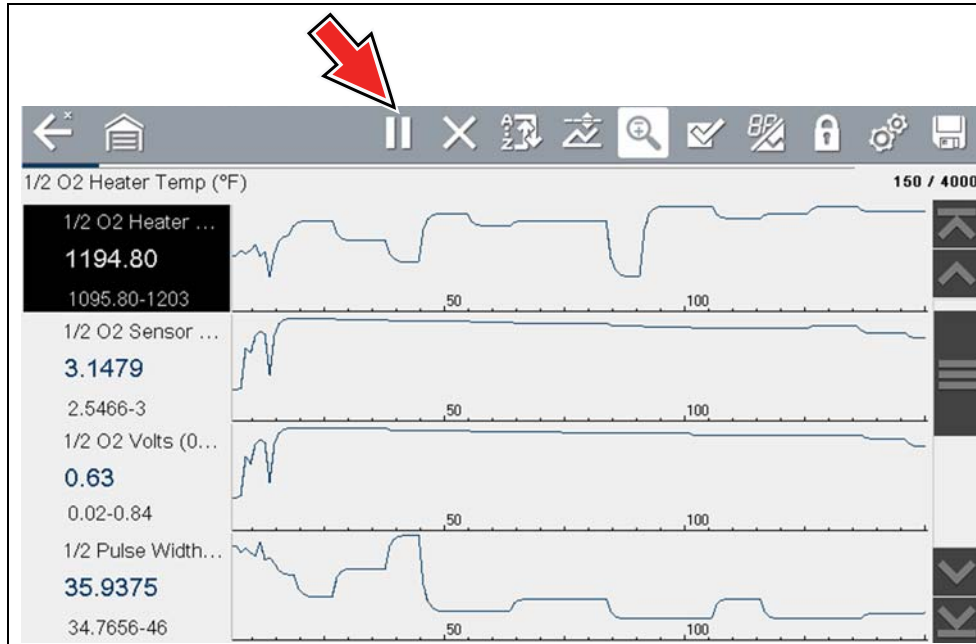 1/2 O2 Heater Temp (°F)
150 / 4000
1/2 O2 Heater ...
1194.80
1095.80-1203
50
100
1/2 O2 Sensor ...
3.1479
2.5466-3
50
100
1/2 O2 Volts (0...
0.63
0.02-0.84
50
100
1/2 Pulse Width...
35.9375
34.7656-46
50
100